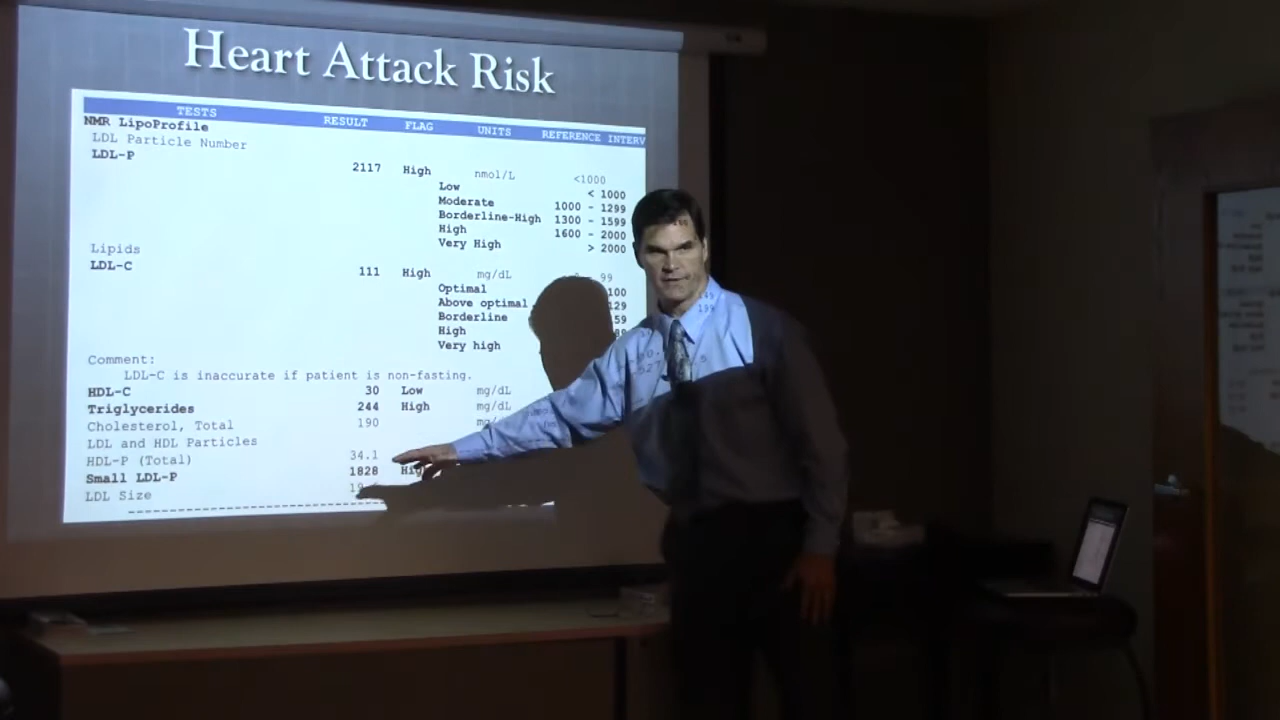 Heart Attack Risk
TESTS RESULT FLAG UNITS REFERENCE INTERV
NMR LipoProfile
LDL Particle Number
LDL-P
2117 High nmol/L <1000
Low < 1000
Moderate 1000 - 1299
Borderline-High 1300 - 1599
High 1600 - 2000
Very High > 2000
Lipids
LDL-C
111 High mg/dL 99
Optimal 100
Above optimal 129
Borderline 59
High
Very high
Comment:
LDL-C is inaccurate if patient is non-fasting.
HDL-C 30 Low mg/dL
Triglycerides 244 High mg/dL
Cholesterol, Total 190
LDL and HDL Particles
HDL-P (Total) 34.1
Small LDL-P 1828
LDL Size